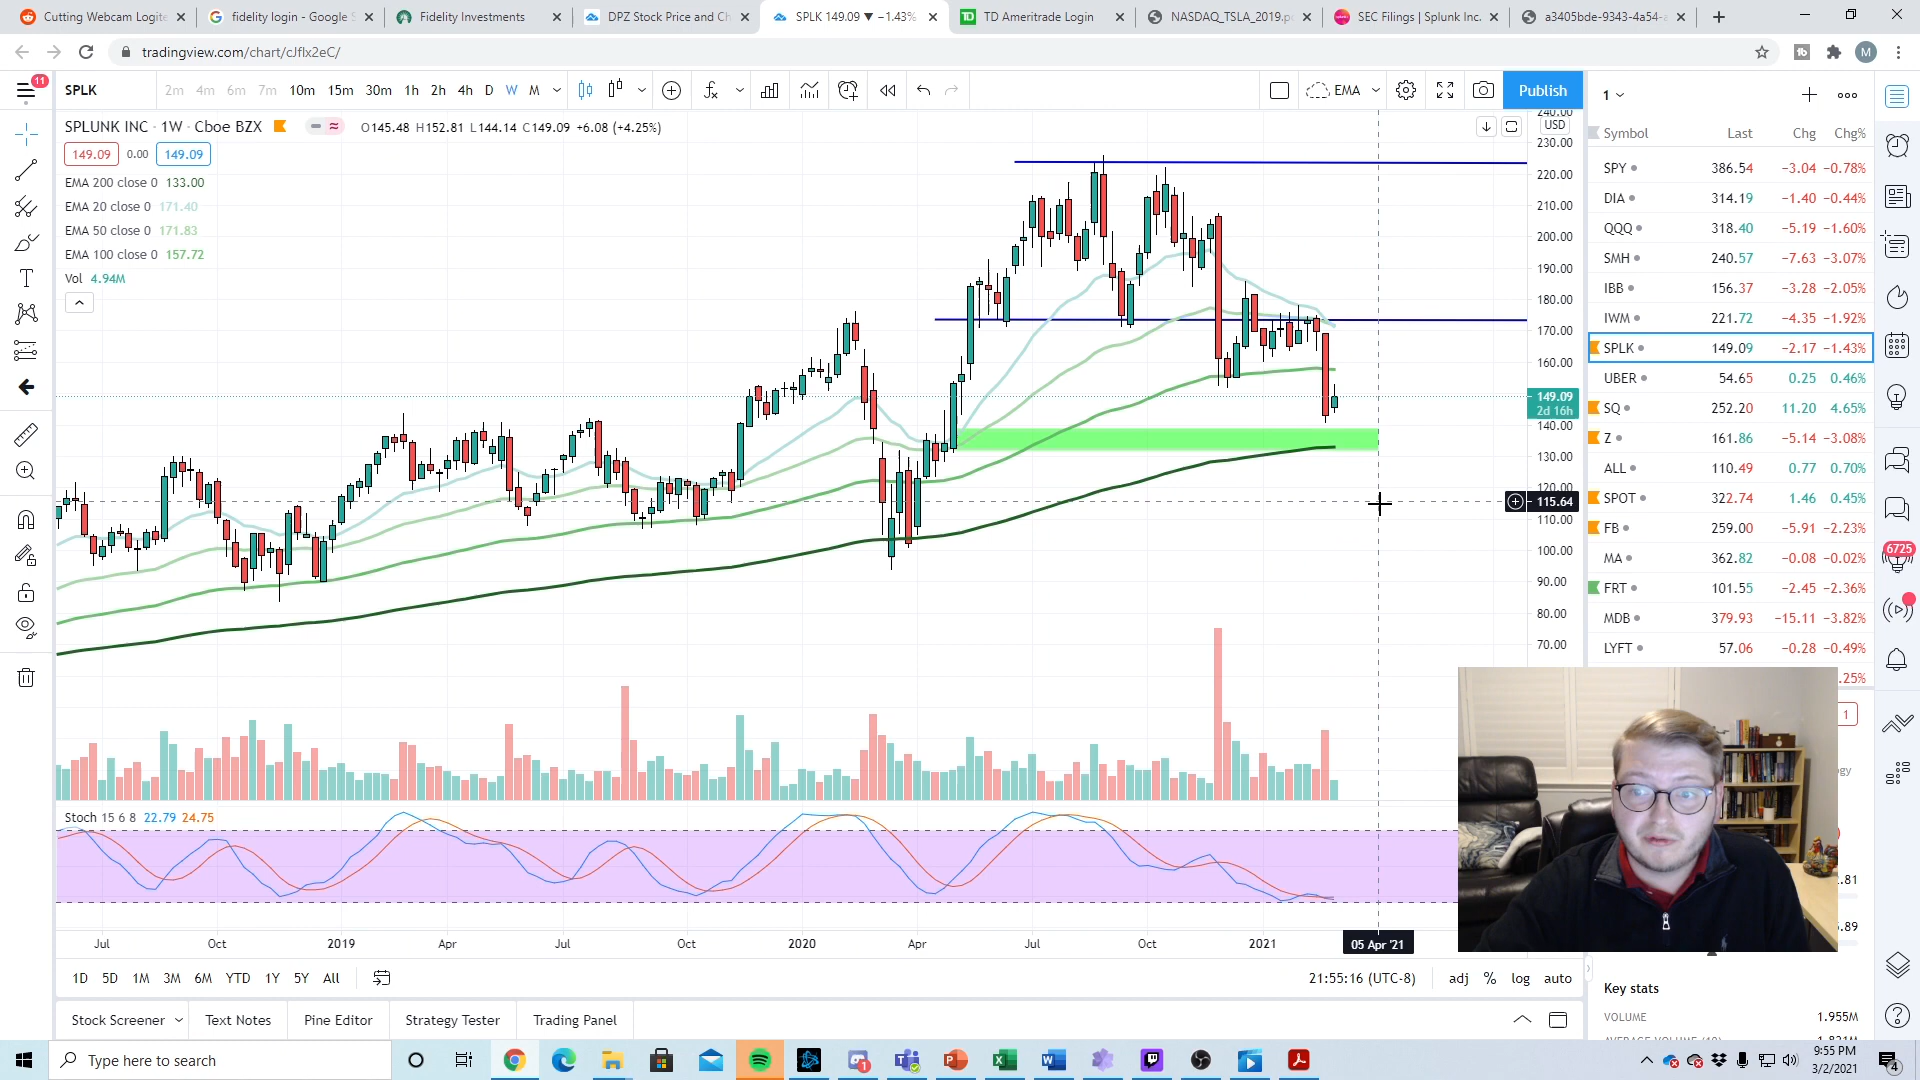 Cutting Webcam Logite
fidelity login - Google S
Fidelity Investments
DPZ Stock Price and Ch
SPLK 149.09 ▼ −1.43%
TD Ameritrade Login
NASDAQ_TSLA_2019.p
SEC Filings | Splunk Inc.
a3405bde-9343-4a54-
tradingview.com/chart/cJflx2eC/
M
11
SPLK
2m 4m 6m 7m 10m 15m 30m 1h 2h 4h D W M
EMA
Publish
1
SPLUNK INC · 1W · Cboe BZX
O145.48 H152.81 L144.14 C149.09 +6.08 (+4.25%)
149.09 0.00 149.09
EMA 200 close 0 133.00
EMA 20 close 0 171.40
EMA 50 close 0 171.83
EMA 100 close 0 157.72
Vol 4.94M
USD
240.00
230.00
220.00
210.00
200.00
190.00
180.00
170.00
160.00
149.09
2d 16h
140.00
130.00
120.00
115.64
110.00
100.00
90.00
80.00
70.00
Symbol Last Chg Chg%
SPY 386.54 −3.04 −0.78%
DIA 314.19 −1.40 −0.44%
QQQ 318.40 −5.19 −1.60%
SMH 240.57 −7.63 −3.07%
IBB 156.37 −3.28 −2.05%
IWM 221.72 −4.35 −1.92%
SPLK 149.09 −2.17 −1.43%
UBER 54.65 0.25 0.46%
SQ 252.20 11.20 4.65%
Z 161.86 −5.14 −3.08%
ALL 110.49 0.77 0.70%
SPOT 322.74 1.46 0.45%
FB 259.00 −5.91 −2.23%
MA 362.82 −0.08 −0.02%
FRT 101.55 −2.45 −2.36%
MDB 379.93 −15.11 −3.82%
LYFT 57.06 −0.28 −0.49%
.25%
1
.81
.89
6725
Stoch 15 6 8 22.79 24.75
Jul Oct 2019 Apr Jul Oct 2020 Apr Jul Oct 2021 05 Apr '21
1D 5D 1M 3M 6M YTD 1Y 5Y All
21:55:16 (UTC-8) adj % log auto
Key stats
VOLUME 1.955M
Stock Screener Text Notes Pine Editor Strategy Tester Trading Panel
Type here to search
1
9:55 PM
3/2/2021
4